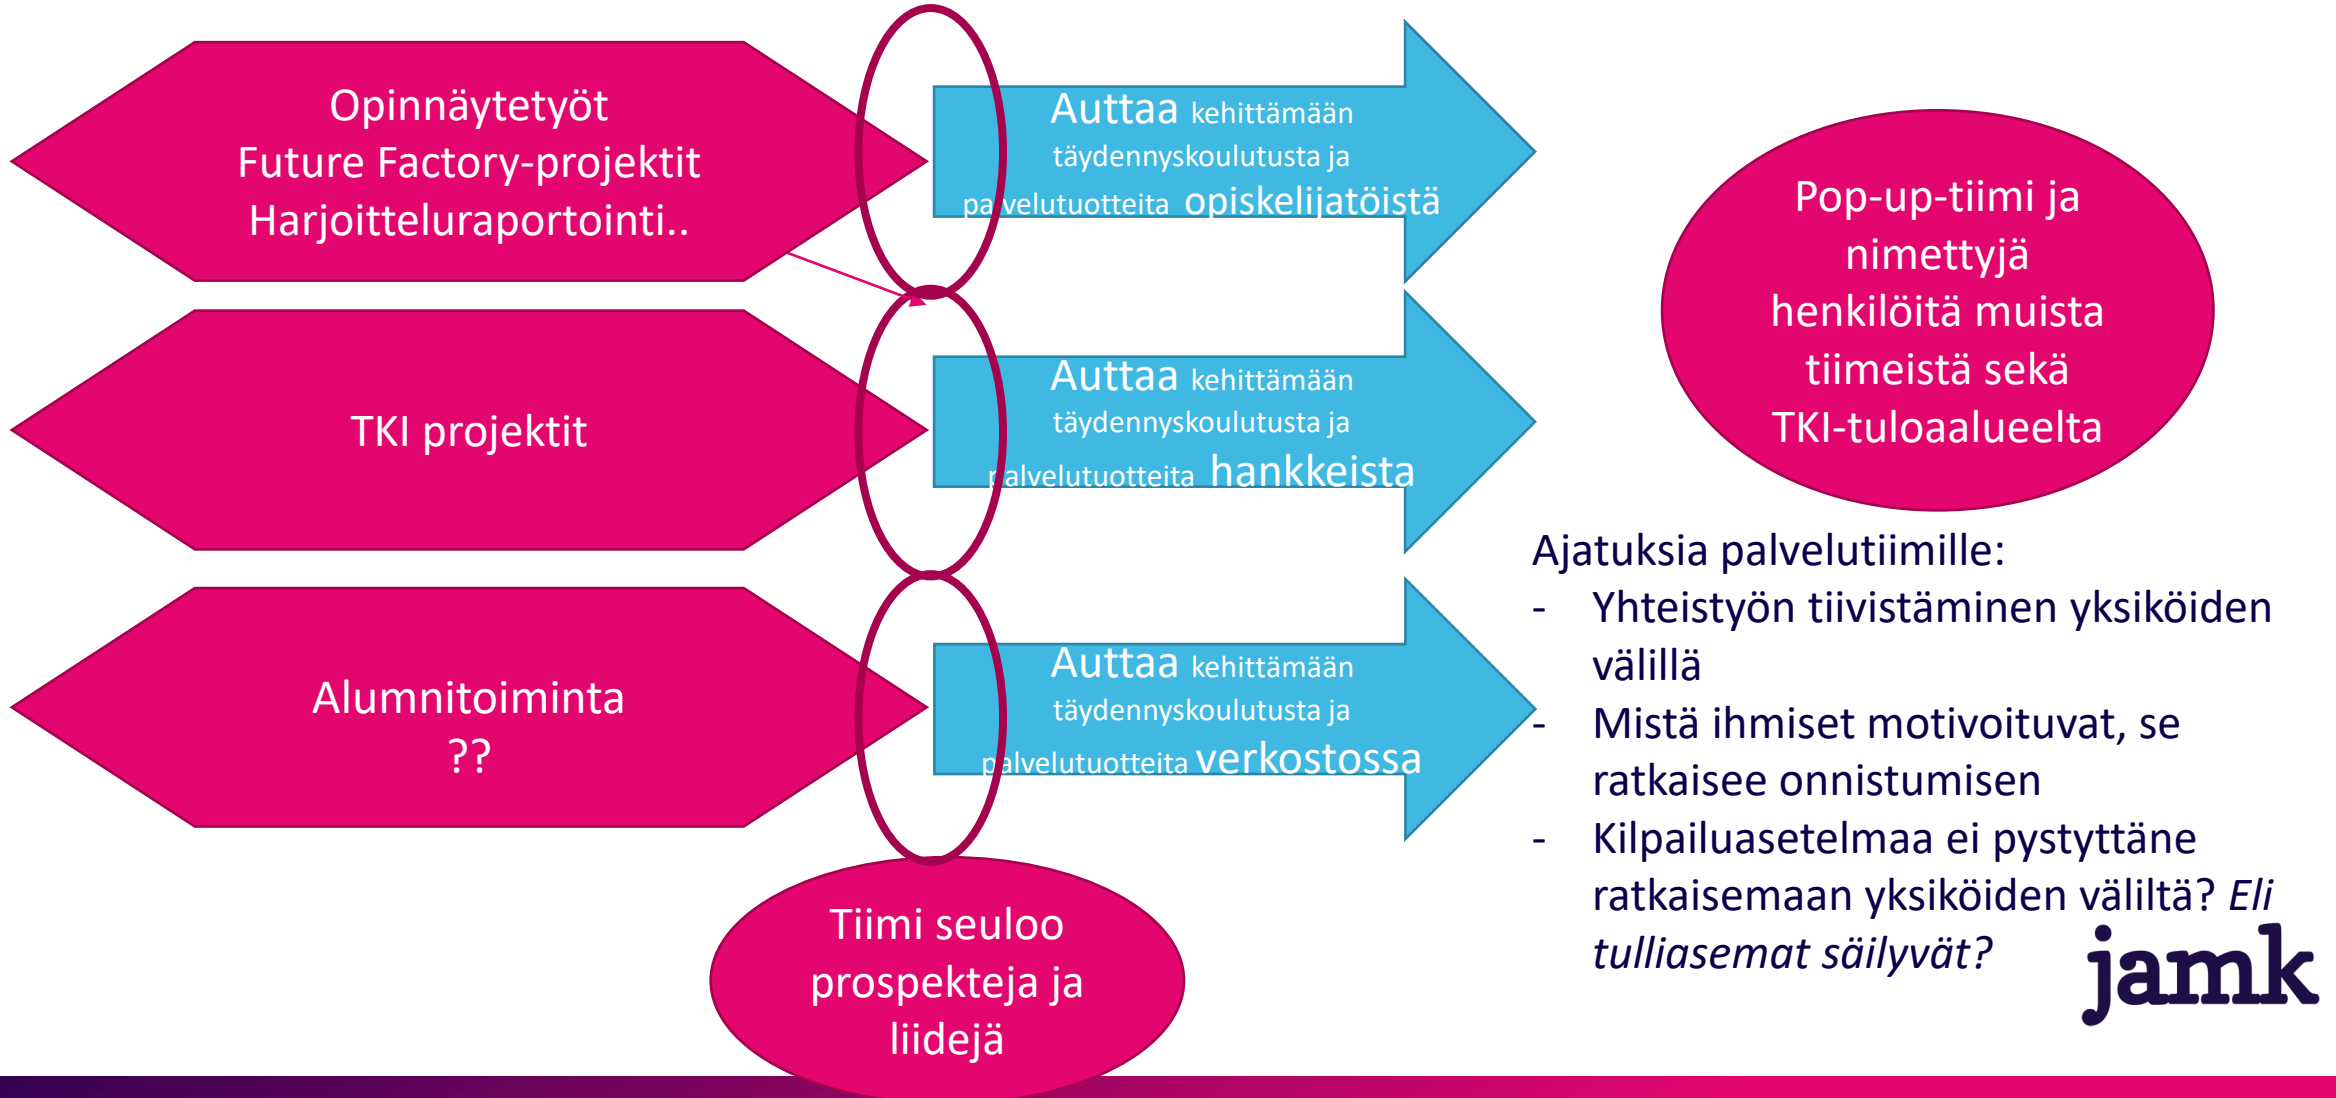 Opinnäytetyöt
Future Factory-projektit
Harjoitteluraportointi..
Auttaa kehittämään
täydennyskoulutusta ja
palvelutuotteita opiskelijatöistä
TKI projektit
Auttaa kehittämään
täydennyskoulutusta ja
palvelutuotteita hankkeista
Alumnitoiminta
??
Auttaa kehittämään
täydennyskoulutusta ja
palvelutuotteita verkostossa
Tiimi seuloo
prospekteja ja
liidejä
Pop-up-tiimi ja
nimettyjä
henkilöitä muista
tiimeistä sekä
TKI-tuloaalueelta
Ajatuksia palvelutiimille:
- Yhteistyön tiivistäminen yksiköiden
välillä
- Mistä ihmiset motivoituvat, se
ratkaisee onnistumisen
- Kilpailuasetelmaa ei pystyttäne
ratkaisemaan yksiköiden väliltä? Eli
tulliasemat säilyvät?
jamk